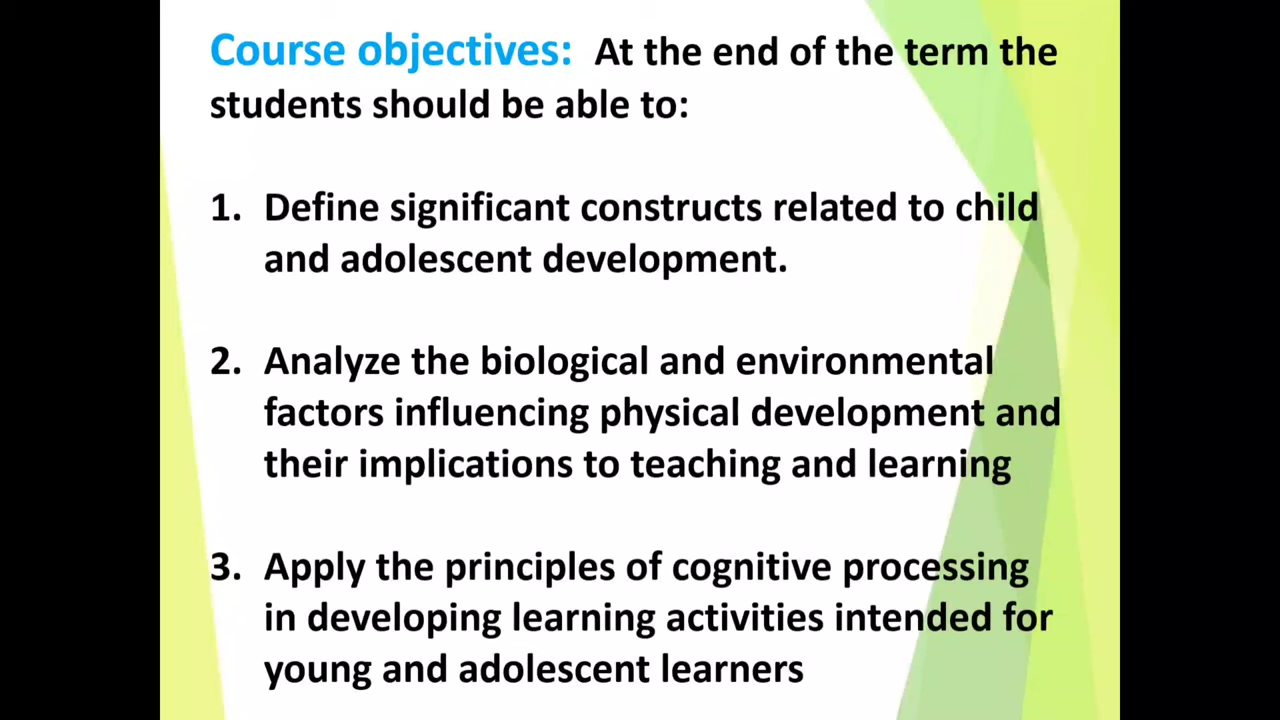 Course objectives: At the end of the term the
students should be able to:
1. Define significant constructs related to child
and adolescent development.
2. Analyze the biological and environmental
factors influencing physical development and
their implications to teaching and learning
3. Apply the principles of cognitive processing
in developing learning activities intended for
young and adolescent learners